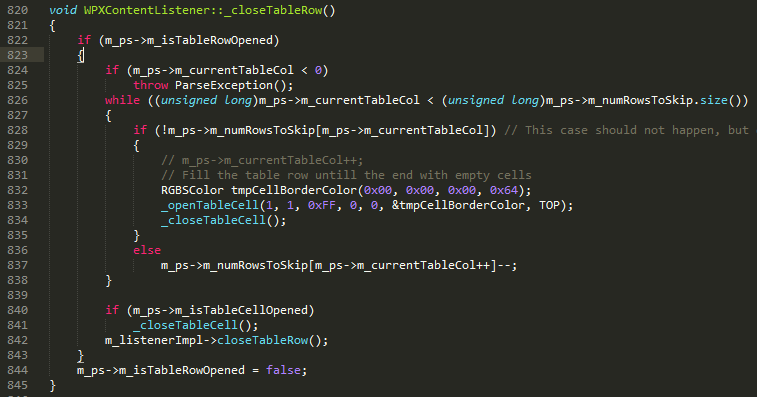 820 void WPXContentListener::_closeTableRow()
821 {
822     if (m_ps->m_isTableRowOpened)
823     {
824         if (m_ps->m_currentTableCol < 0)
825             throw ParseException();
826         while ((unsigned long)m_ps->m_currentTableCol < (unsigned long)m_ps->m_numRowsToSkip.size())
827         {
828             if (!m_ps->m_numRowsToSkip[m_ps->m_currentTableCol]) // This case should not happen, but
829             {
830                 // m_ps->m_currentTableCol++;
831                 // Fill the table row untill the end with empty cells
832                 RGBSColor tmpCellBorderColor(0x00, 0x00, 0x00, 0x64);
833                 _openTableCell(1, 1, 0xFF, 0, 0, &tmpCellBorderColor, TOP);
834                 _closeTableCell();
835             }
836             else
837                 m_ps->m_numRowsToSkip[m_ps->m_currentTableCol++]--;
838         }
839
840         if (m_ps->m_isTableCellOpened)
841             _closeTableCell();
842         m_listenerImpl->closeTableRow();
843     }
844     m_ps->m_isTableRowOpened = false;
845 }